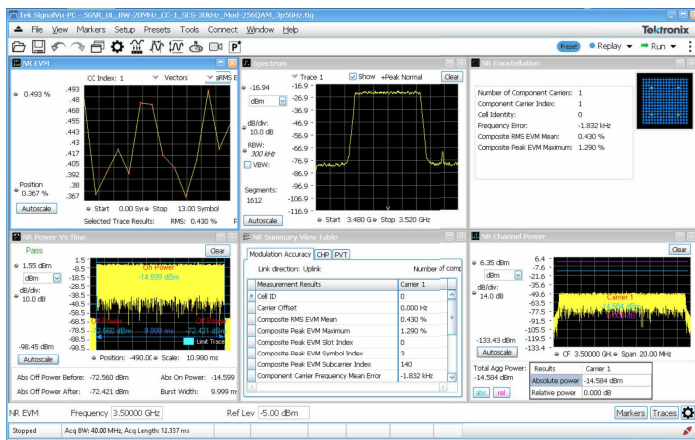 Tek SignalVu-PC - 5GNR_UL_BW-20MHz_CC-1_SCS-30kHz_Mod-256QAM_3p5GHz.tiq
File View Markers Setup Presets Tools Connect Window Help
Tektronix
Preset Replay Run
NR EVM
CC Index: 1 Vectors
0.493 %
.493
.48
.468
.455
.443
.43
.417
.405
.392
.38
.367
Position
0.367 %
Autoscale
Start 0.00 Stop 13.00 Symbol
Selected Trace Results: RMS: 0.430 %
Spectrum
Trace 1 Show +Peak Normal Clear
-16.94
dBm
dB/div:
10.0 dB
RBW:
300 kHz
VBW:
Segments:
1612
Autoscale
-16.9
-26.9
-36.9
-46.9
-56.9
-66.9
-76.9
-86.9
-96.9
-106.9
-116.9
Start 3.480 G Stop 3.520 GHz
NR Constellation
Number of Component Carriers: 1
Component Carrier Index: 1
Cell Identity: 0
Frequency Error: -1.832 kHz
Composite RMS EVM Mean: 0.430 %
Composite Peak EVM Maximum: 1.290 %
NR Power Vs Time
Pass
Clear
1.55 dBm
dBm
dB/div:
10.0 dB
-98.45 dBm
Autoscale
1.5
-8.5
-18.5
-28.5
-38.5
-48.5
-58.5
-68.5
-78.5
-88.5
-98.5
On Power
-14.599 dBm
Off Power
9.999 ms
-72.421 dBm
Limit Trace
Position: -490.0 Scale: 10.980 ms
Abs Off Power Before: -72.560 dBm Abs On Power: -14.599
Abs Off Power After: -72.421 dBm Burst Width: 9.999 m
NR Summary View Table
Modulation Accuracy CHP PVT
Link direction: Uplink Number of comp
Measurement Results Carrier 1
Cell ID 0
Carrier Offset 0.000 Hz
Composite RMS EVM Mean 0.430 %
Composite Peak EVM Maximum 1.290 %
Composite Peak EVM Slot Index 0
Composite Peak EVM Symbol Index 3
Composite Peak EVM Subcarrier Index 140
Component Carrier Frequency Mean Error -1.832 kHz
NR Channel Power
Clear
6.35 dBm
dBm
dB/div:
14.0 dB
-133.43 dBm
Autoscale
6.4
-7.6
-21.6
-35.6
-49.6
-63.5
-77.5
-91.5
-105.5
-119.5
-133.4
Carrier 1
-14.584 dBm
CF 3.50000 GH Span 20.00 MHz
Total Agg Power:
-14.584 dBm
abs rel
Results Carrier 1
Absolute power -14.584 dBm
Relative power 0.000 dB
NR EVM Frequency 3.50000 GHz Ref Lev -5.00 dBm Markers Traces
Stopped Acq BW: 40.00 MHz, Acq Length: 12.337 ms